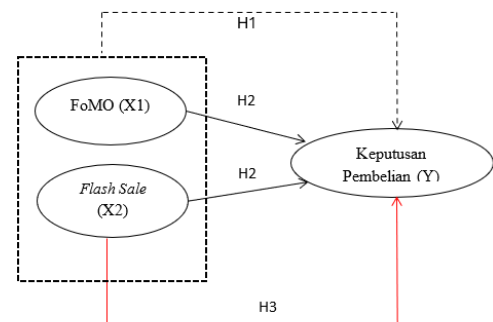 H1
FoMO (X1)
H2
Keputusan
Pembelian (Y)
Flash Sale
(X2)
H2
H3